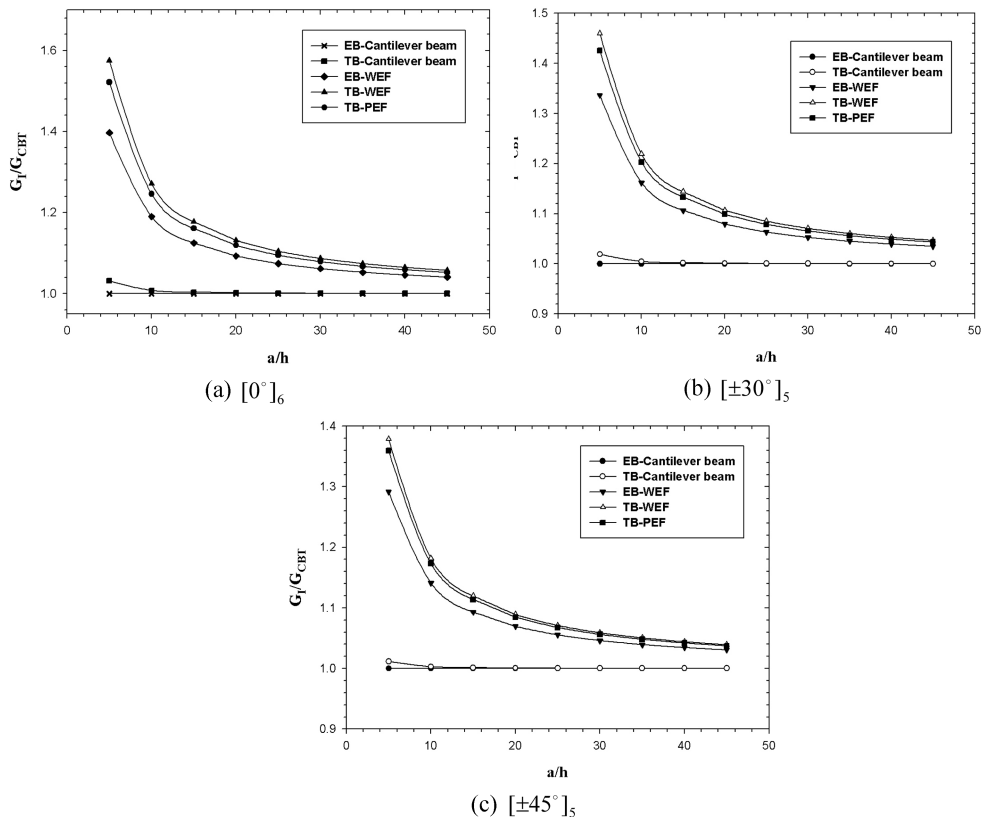 EB-Cantilever beam
TB-Cantilever beam
EB-WEF
TB-WEF
TB-PEF
G_I/G_CBT
1.6
1.4
1.2
1.0
0 10 20 30 40 50
a/h
(a) [0°]_6
EB-Cantilever beam
TB-Cantilever beam
EB-WEF
TB-WEF
TB-PEF
1.5
1.4
1.3
1.2
1.1
1.0
0.9
0 10 20 30 40 50
a/h
(b) [±30°]_5
EB-Cantilever beam
TB-Cantilever beam
EB-WEF
TB-WEF
TB-PEF
G_I/G_CBT
1.4
1.3
1.2
1.1
1.0
0.9
0 10 20 30 40 50
a/h
(c) [±45°]_5